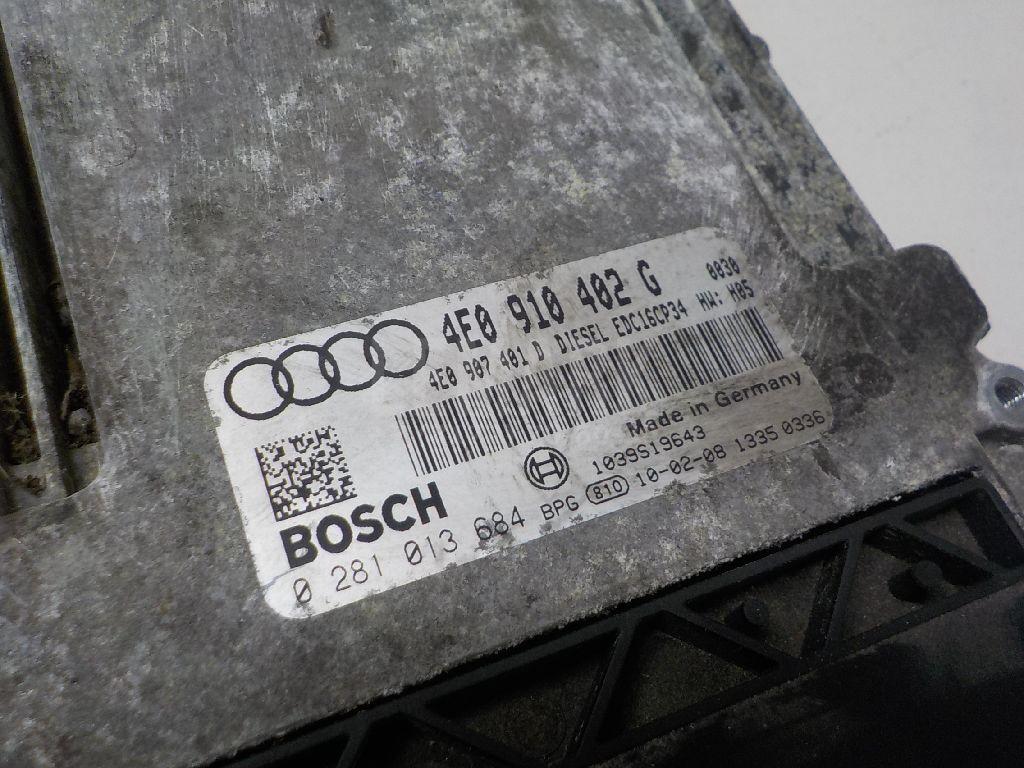 4E0 910 402 G 0030
4E0 907 401 D DIESEL EDC16CP34 HW: H05
Made in Germany
1039S19643
BOSCH
0 281 013 684 BPG 810 10-02-08 1335 0336